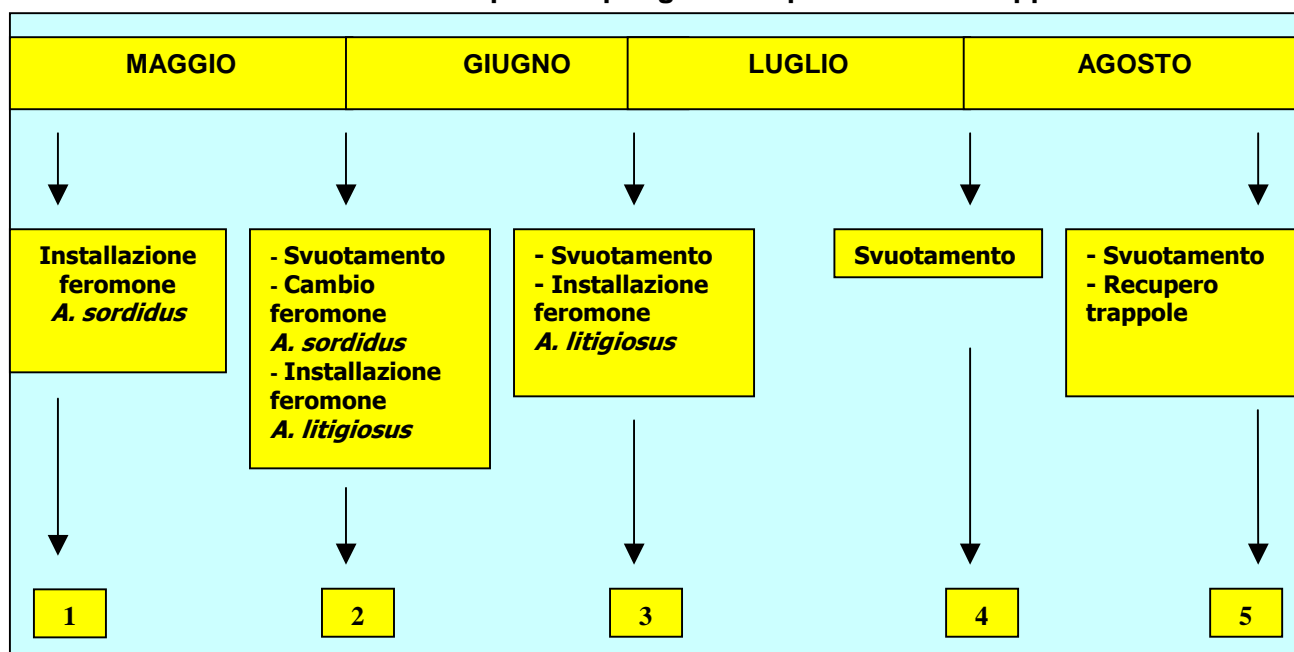 MAGGIO GIUGNO LUGLIO AGOSTO
Installazione
feromone
A. sordidus
- Svuotamento
- Cambio
feromone
A. sordidus
- Installazione
feromone
A. litigiosus
- Svuotamento
- Installazione
feromone
A. litigiosus
Svuotamento
- Svuotamento
- Recupero
trappole
1 2 3 4 5